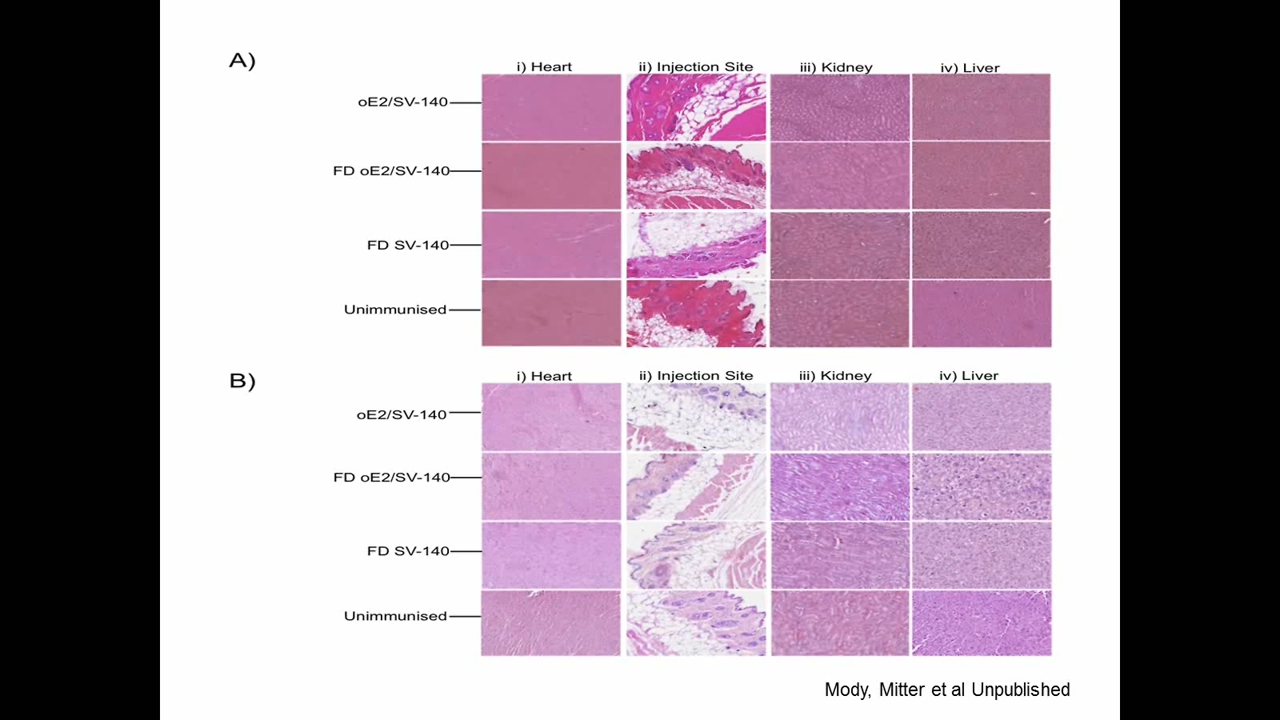 A)
i) Heart
ii) Injection Site
iii) Kidney
iv) Liver
oE2/SV-140
FD oE2/SV-140
FD SV-140
Unimmunised
B)
i) Heart
ii) Injection Site
iii) Kidney
iv) Liver
oE2/SV-140
FD oE2/SV-140
FD SV-140
Unimmunised
Mody, Mitter et al Unpublished